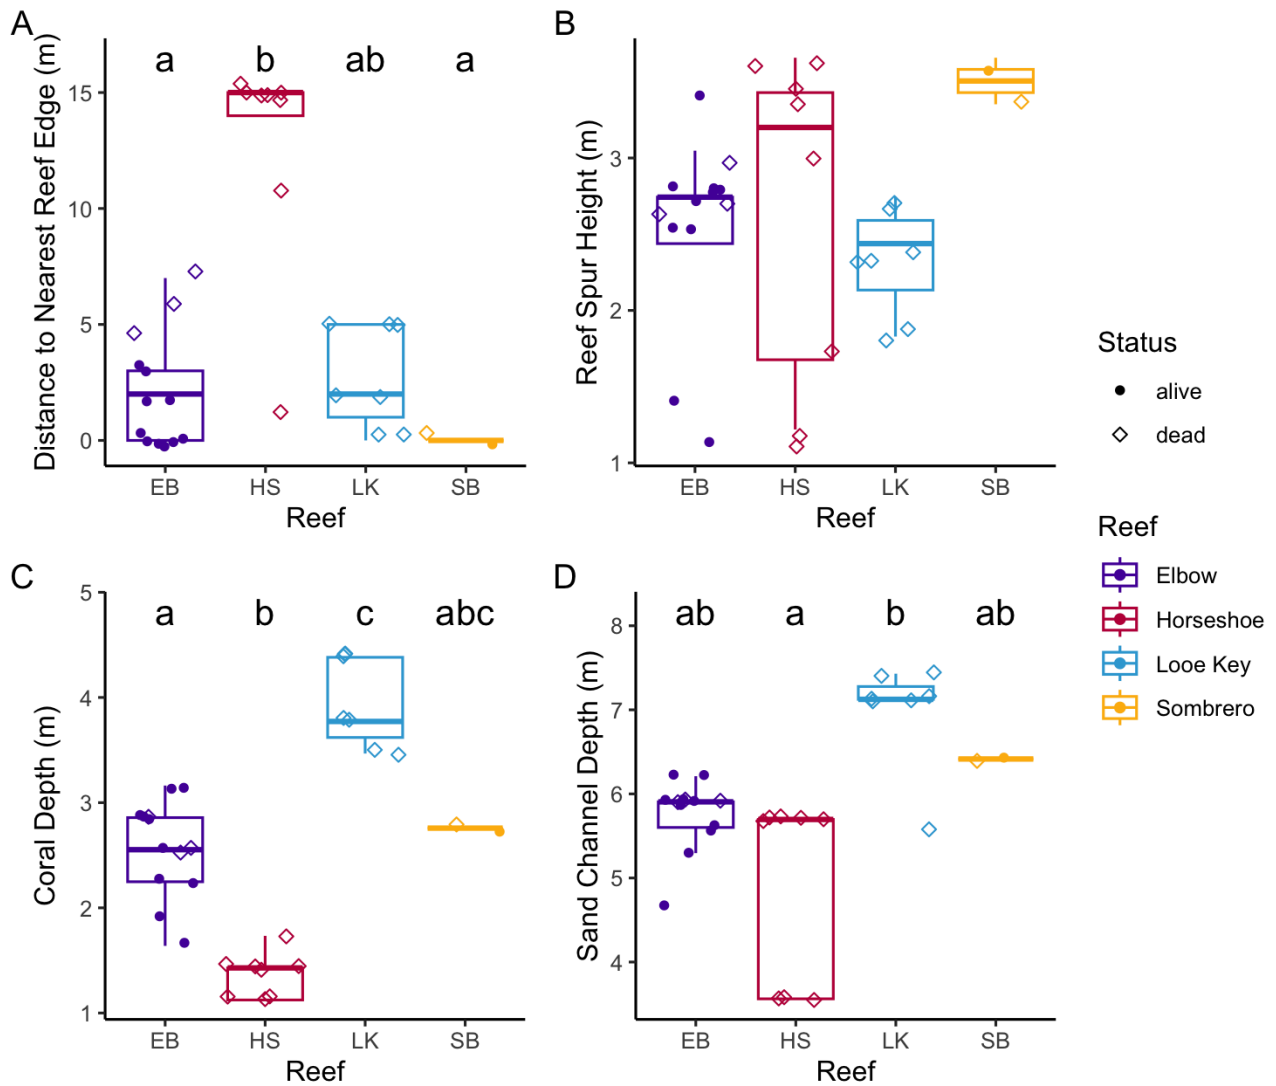 A
a b ab a
Distance to Nearest Reef Edge (m)
15
10
5
0
EB HS LK SB
Reef
B
Reef Spur Height (m)
3
2
1
EB HS LK SB
Reef
Status
alive
dead
Reef
Elbow
Horseshoe
Looe Key
Sombrero
C
a b c abc
Coral Depth (m)
5
4
3
2
1
EB HS LK SB
Reef
D
ab a b ab
Sand Channel Depth (m)
8
7
6
5
4
EB HS LK SB
Reef